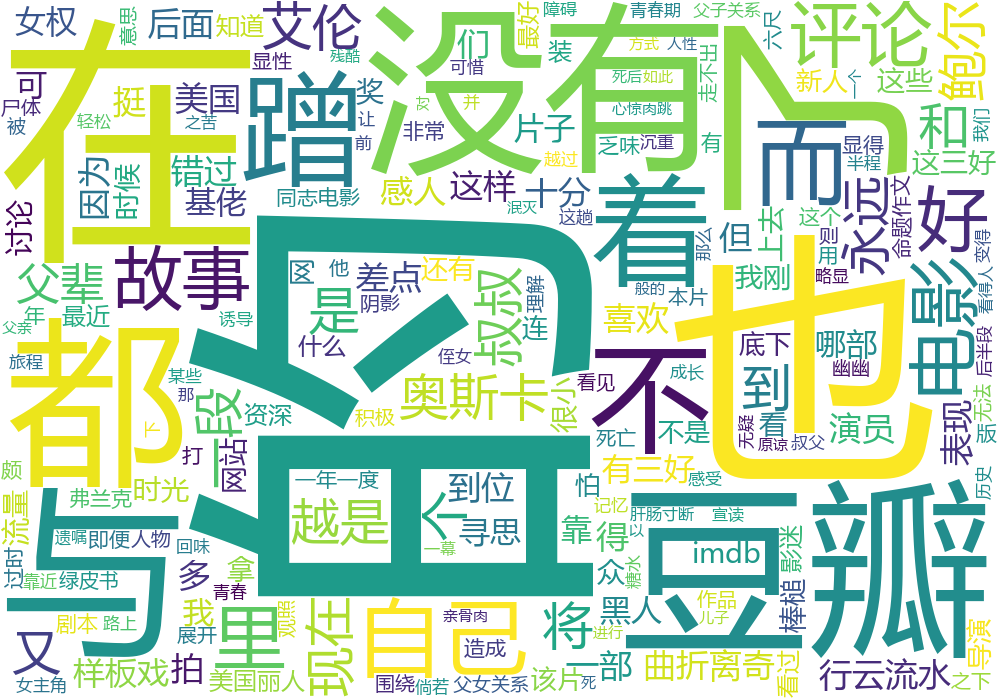 女权
意思
后面
知道
艾伦
没有
们
最好
障碍
装
青春期
父子关系
六尺
评论
鲍尔
可
尸体
被
轻松
挺
显性
残酷
美国
之苦
在
蹭
奖
让
前
可惜
对
并
非常
方式
人性
死后
如此
心惊肉跳
走不出
片子
越过
乏味
沉重
有
新人
一个
这些
和
我们
显得
半程
这三好
而
因为
时候
错过
基佬
同志电影
感人
这样
泯灭
十分
这趟
着
那么
但
上去
这个
用
则
永远
命题作文
好
讨论
父辈
年
最近
故事
网
他
阴影
差点
还有
是
叔叔
连
理解
喜欢
般的
本片
我刚
略显
电影
看得人
变得
父亲
旅程
诱导
什么
侄女
也
不
底下
哪部
幽幽
后半段
都
某些
那
下
一段
资深
积极
奥斯卡
很小
看见
成长
死亡
不是
到
看
无疑
原谅
叔父
演员
表现
无法
版
的
打
网站
颇
弗兰克
时光
流量
一年一度
越是
个
到位
寻思
怕
有三好
感受
记忆
肝肠寸断
宣读
历史
与
遗嘱
即便
人物
回味
过时
靠近
绿皮书
多
拿
青春
一幕
靠
得
以
众
糖水
imdb
影迷
豆瓣
剧本
路上
我
里
观照
现在
自己
亲骨肉
造成
将
黑人
作品
儿子
棒槌
导演
又
样板戏
拍
展开
美国丽人
女主角
围绕
倘若
父女关系
该片
进行
死
一部
曲折离奇
看过
行云流水
之下